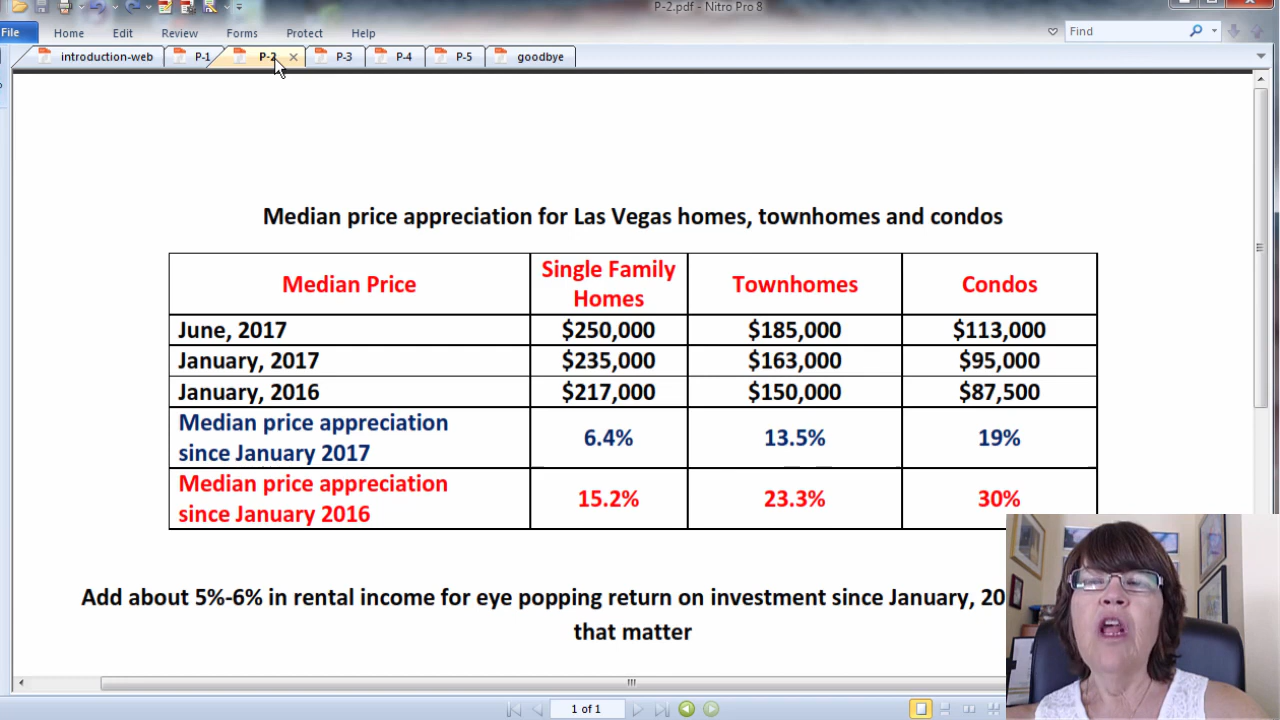 P-2.pdf - Nitro Pro 8
File Home Edit Review Forms Protect Help Find
introduction-web P-1 P-2 P-3 P-4 P-5 goodbye
Median price appreciation for Las Vegas homes, townhomes and condos
Median Price Single Family Homes Townhomes Condos
June, 2017 $250,000 $185,000 $113,000
January, 2017 $235,000 $163,000 $95,000
January, 2016 $217,000 $150,000 $87,500
Median price appreciation
since January 2017 6.4% 13.5% 19%
Median price appreciation
since January 2016 15.2% 23.3% 30%
Add about 5%-6% in rental income for eye popping return on investment since January, 20
that matter
1 of 1